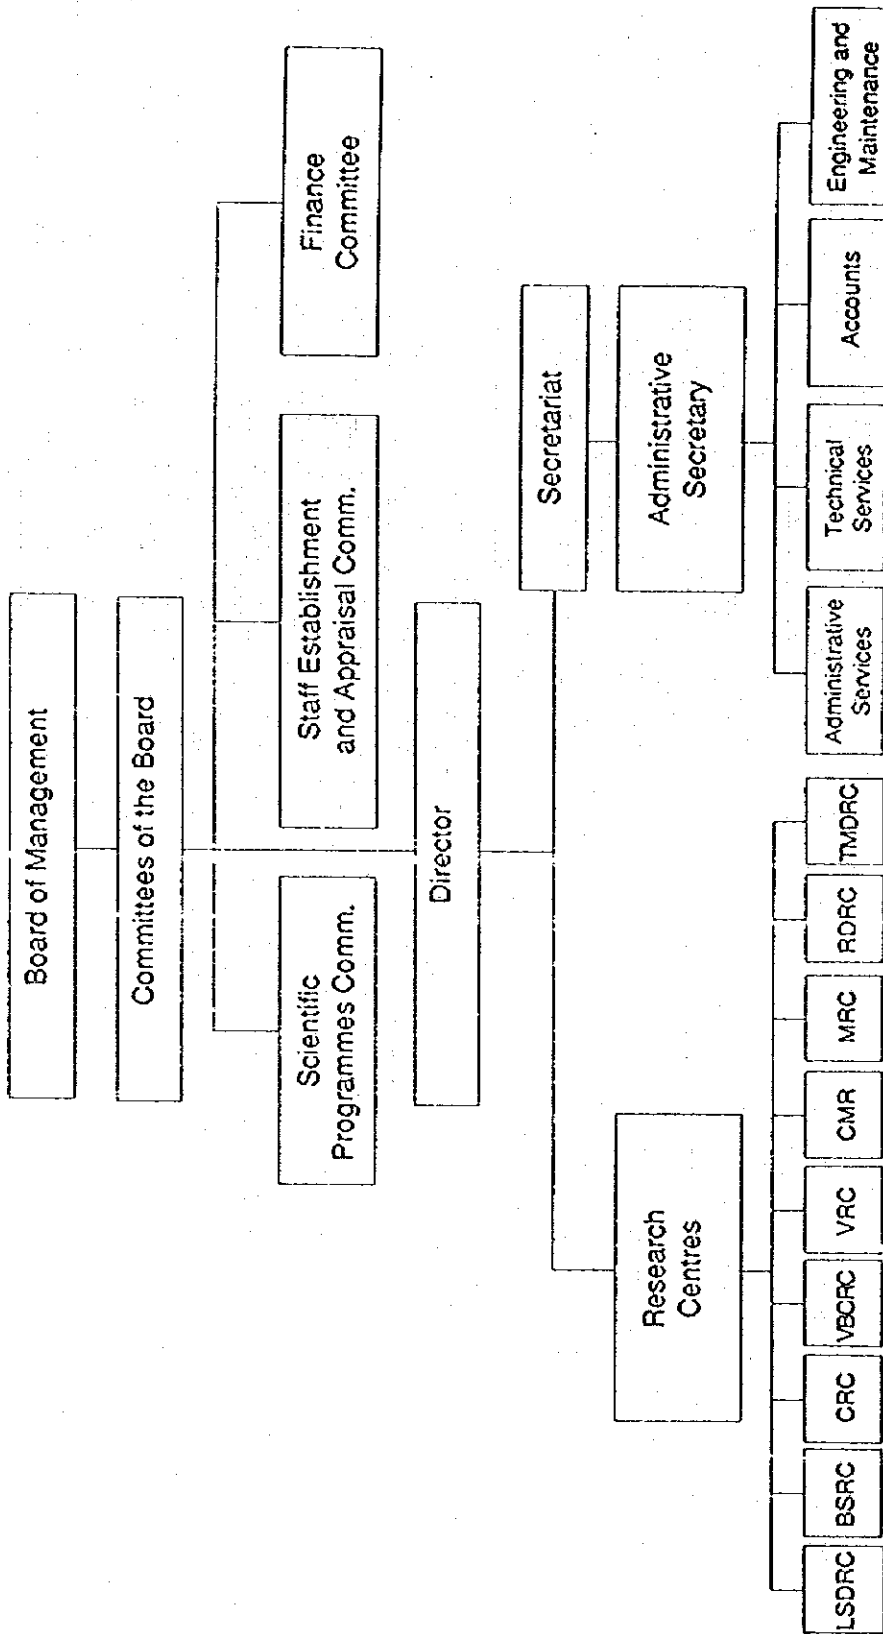 Board of Management
Committees of the Board
Scientific
Programmes Comm.
Staff Establishment
and Appraisal Comm.
Finance
Committee
Director
Secretariat
Research
Centres
Administrative
Secretary
LSDRC
BSRC
CRC
VBCRC
VRC
CMR
MRC
RDRC
TMDRC
Administrative
Services
Technical
Services
Accounts
Engineering and
Maintenance